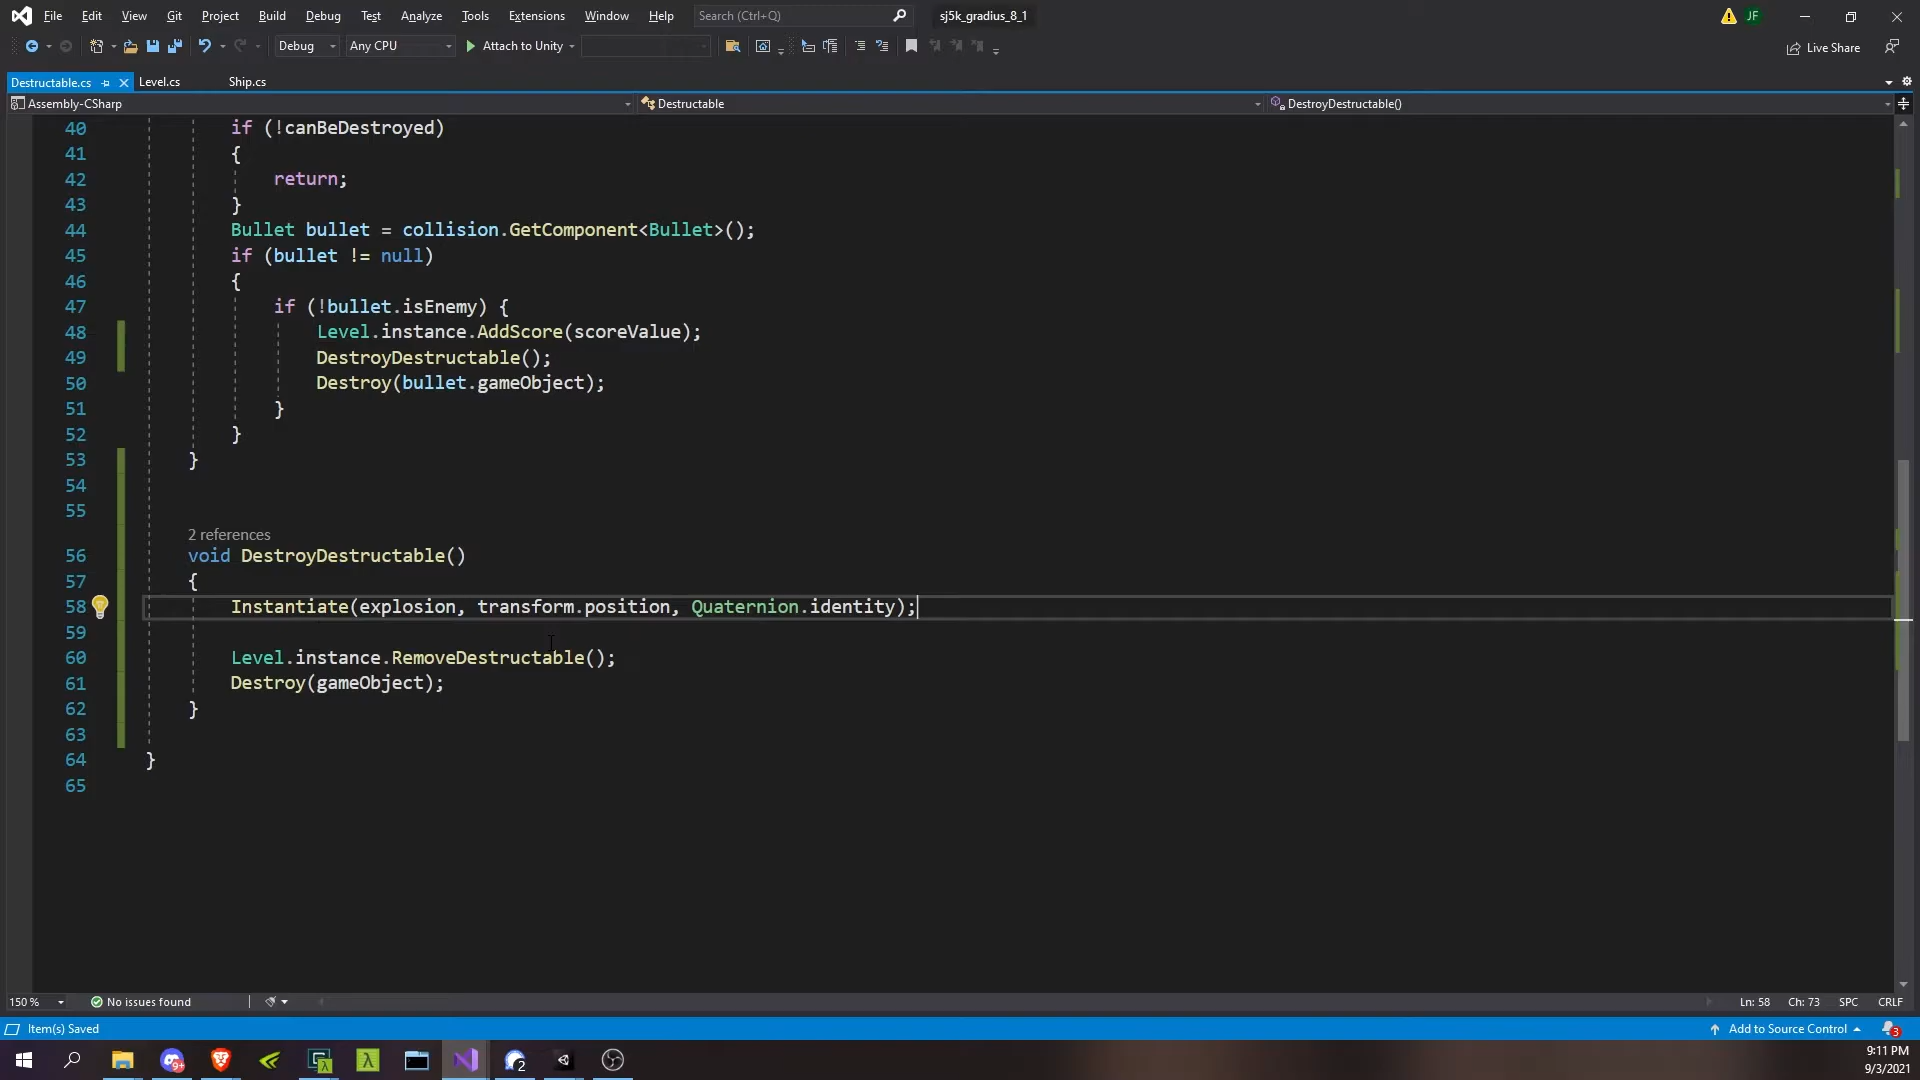 File Edit View Git Project Build Debug Test Analyze Tools Extensions Window Help Search (Ctrl+Q) sj5k_gradius_8_1 JF
Debug Any CPU Attach to Unity Live Share
Destructable.cs Level.cs Ship.cs
Assembly-CSharp Destructable DestroyDestructable()
40 if (!canBeDestroyed)
41 {
42 return;
43 }
44 Bullet bullet = collision.GetComponent<Bullet>();
45 if (bullet != null)
46 {
47 if (!bullet.isEnemy) {
48 Level.instance.AddScore(scoreValue);
49 DestroyDestructable();
50 Destroy(bullet.gameObject);
51 }
52 }
53 }
54
55
2 references
56 void DestroyDestructable()
57 {
58 Instantiate(explosion, transform.position, Quaternion.identity);
59
60 Level.instance.RemoveDestructable();
61 Destroy(gameObject);
62 }
63
64 }
65
150 % No issues found Ln: 58 Ch: 73 SPC CRLF
Item(s) Saved Add to Source Control 3
9+ 2 9:11 PM
9/3/2021